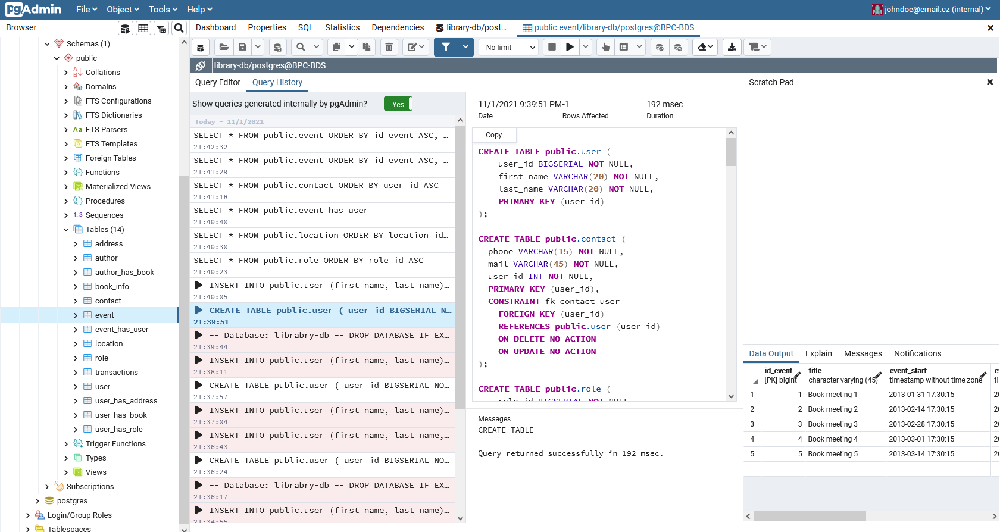 pgAdmin File Object Tools Help johndoe@email.cz (internal)
Browser
Dashboard Properties SQL Statistics Dependencies library-db/post... public.event/library-db/postgres@BPC-BDS
Schemas (1)
public
Collations
Domains
FTS Configurations
FTS Dictionaries
Aa FTS Parsers
FTS Templates
Foreign Tables
Functions
Materialized Views
Procedures
1.3 Sequences
Tables (14)
address
author
author_has_book
book_info
contact
event
event_has_user
location
role
transactions
user
user_has_address
user_has_book
user_has_role
Trigger Functions
Types
Views
Subscriptions
postgres
Login/Group Roles
Tablespaces
No limit
library-db/postgres@BPC-BDS
Query Editor Query History
Show queries generated internally by pgAdmin? Yes
Today - 11/1/2021
SELECT * FROM public.event ORDER BY id_event ASC, ...
21:42:32
SELECT * FROM public.event ORDER BY id_event ASC, ...
21:41:29
SELECT * FROM public.contact ORDER BY user_id ASC
21:41:18
SELECT * FROM public.event_has_user
21:40:40
SELECT * FROM public.location ORDER BY location_id...
21:40:30
SELECT * FROM public.role ORDER BY role_id ASC
21:40:23
INSERT INTO public.user (first_name, last_name)...
21:40:05
CREATE TABLE public.user ( user_id BIGSERIAL N...
21:39:51
-- Database: librabry-db -- DROP DATABASE IF EX...
21:39:44
INSERT INTO public.user (first_name, last_name)...
21:38:11
CREATE TABLE public.user ( user_id BIGSERIAL NO...
21:37:57
INSERT INTO public.user (first_name, last_name)...
21:37:04
INSERT INTO public.user (first_name, last_name,...
21:36:43
CREATE TABLE public.user ( user_id BIGSERIAL NO...
21:36:24
-- Database: librabry-db -- DROP DATABASE IF EX...
21:36:17
INSERT INTO public.user (first_name, last_name)...
21:34:55
11/1/2021 9:39:51 PM -1 192 msec
Date Rows Affected Duration
Copy
CREATE TABLE public.user (
user_id BIGSERIAL NOT NULL,
first_name VARCHAR(20) NOT NULL,
last_name VARCHAR(20) NOT NULL,
PRIMARY KEY (user_id)
);
CREATE TABLE public.contact (
phone VARCHAR(15) NOT NULL,
mail VARCHAR(45) NOT NULL,
user_id INT NOT NULL,
PRIMARY KEY (user_id),
CONSTRAINT fk_contact_user
FOREIGN KEY (user_id)
REFERENCES public.user (user_id)
ON DELETE NO ACTION
ON UPDATE NO ACTION
);
CREATE TABLE public.role (
role_id BIGSERIAL NOT NULL,
Messages
CREATE TABLE
Query returned successfully in 192 msec.
Scratch Pad
Data Output Explain Messages Notifications
id_event title event_start
[PK] bigint character varying (45) timestamp without time zone
1 1 Book meeting 1 2013-01-31 17:30:15
2 2 Book meeting 2 2013-02-14 17:30:15
3 3 Book meeting 3 2013-02-28 17:30:15
4 4 Book meeting 4 2013-03-01 17:30:15
5 5 Book meeting 5 2013-03-14 17:30:15